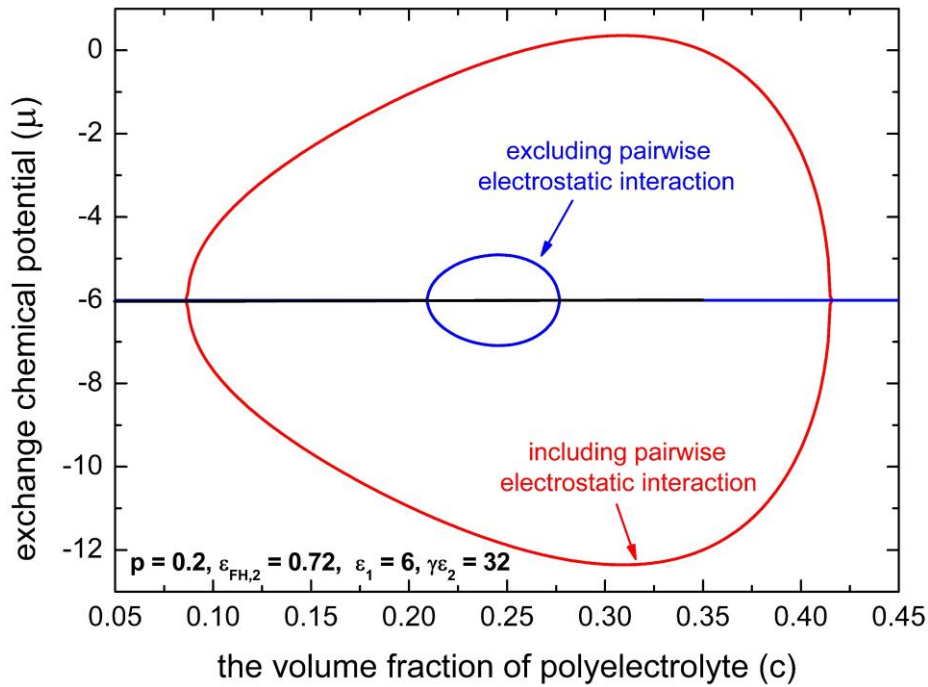 exchange chemical potential (μ)
0
-2
-4
-6
-8
-10
-12
excluding pairwise
electrostatic interaction
including pairwise
electrostatic interaction
p = 0.2, ε_FH,2 = 0.72, ε_1 = 6, γε_2 = 32
0.05 0.10 0.15 0.20 0.25 0.30 0.35 0.40 0.45
the volume fraction of polyelectrolyte (c)